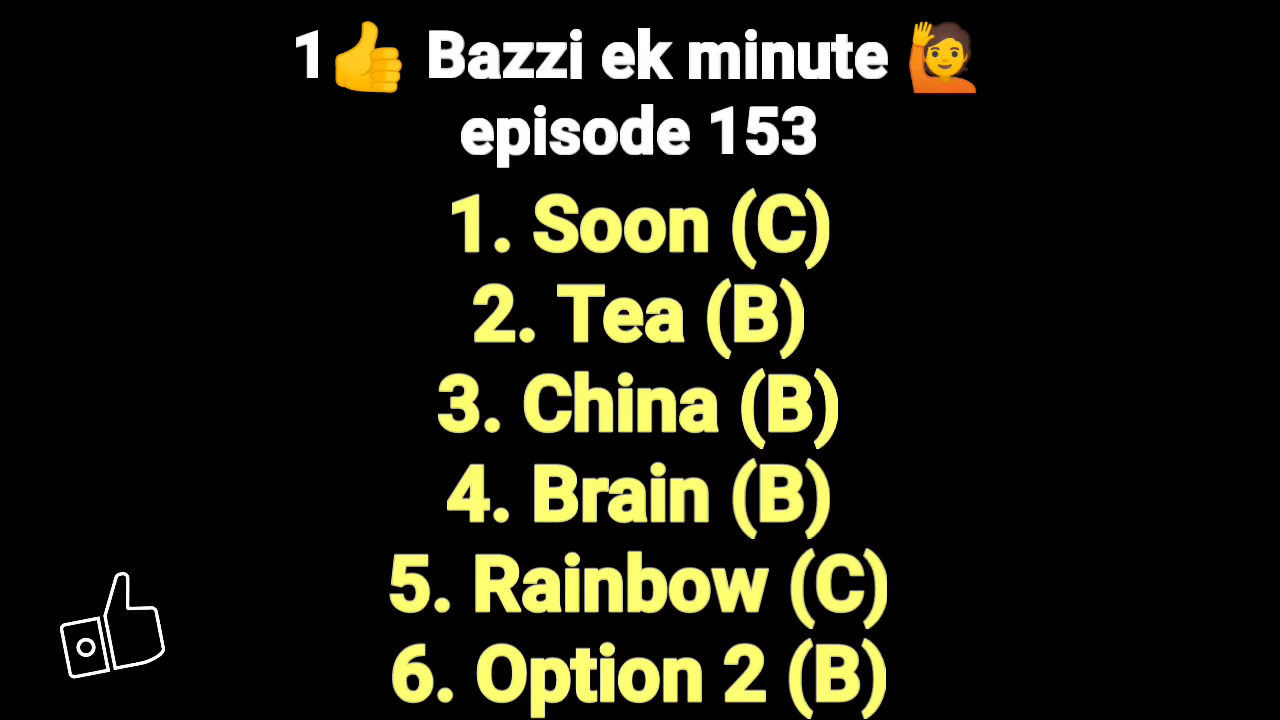 1👍 Bazzi ek minute 🙋
episode 153
1. Soon (C)
2. Tea (B)
3. China (B)
4. Brain (B)
5. Rainbow (C)
6. Option 2 (B)